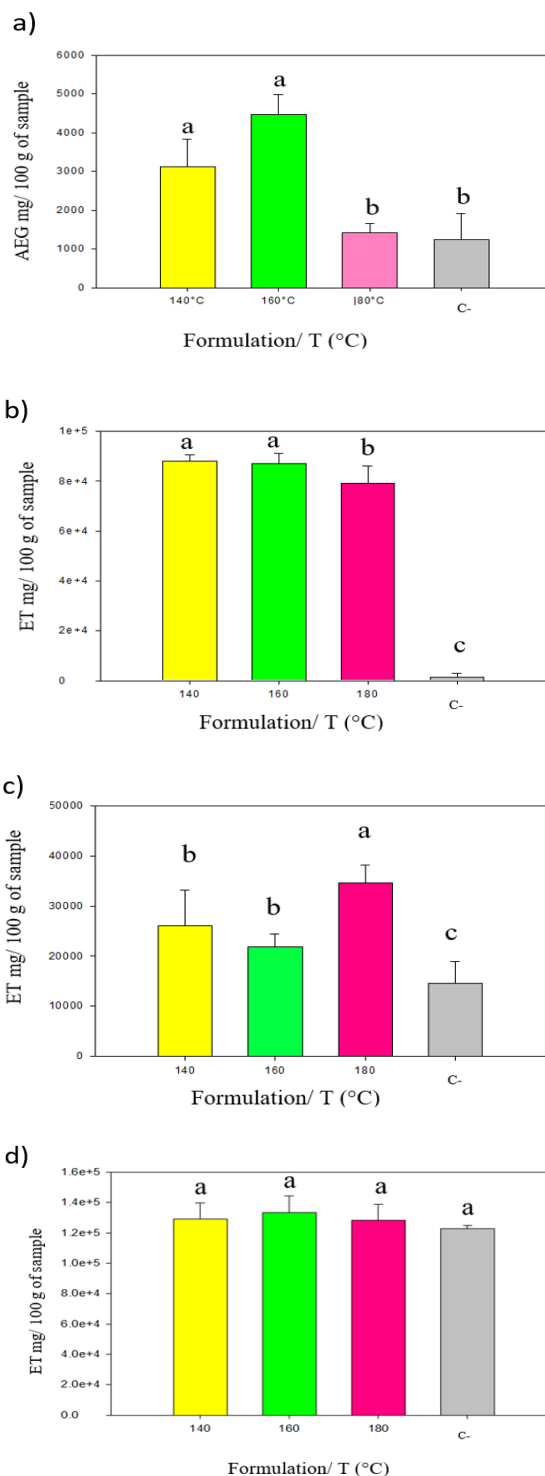 a)
6000
5000
4000
3000
2000
1000
0
AEG mg/ 100 g of sample
a
a
b
b
140°C
160°C
|80°C
C-
Formulation/ T (°C)
b)
1e+5
8e+4
6e+4
4e+4
2e+4
0
ET mg/ 100 g of sample
a
a
b
c
140
160
180
C-
Formulation/ T (°C)
c)
50000
40000
30000
20000
10000
0
ET mg/ 100 g of sample
b
b
a
c
140
160
180
C-
Formulation/ T (°C)
d)
1.6e+5
1.4e+5
1.2e+5
1.0e+5
8.0e+4
6.0e+4
4.0e+4
2.0e+4
0.0
ET mg/ 100 g of sample
a
a
a
a
140
160
180
C-
Formulation/ T (°C)